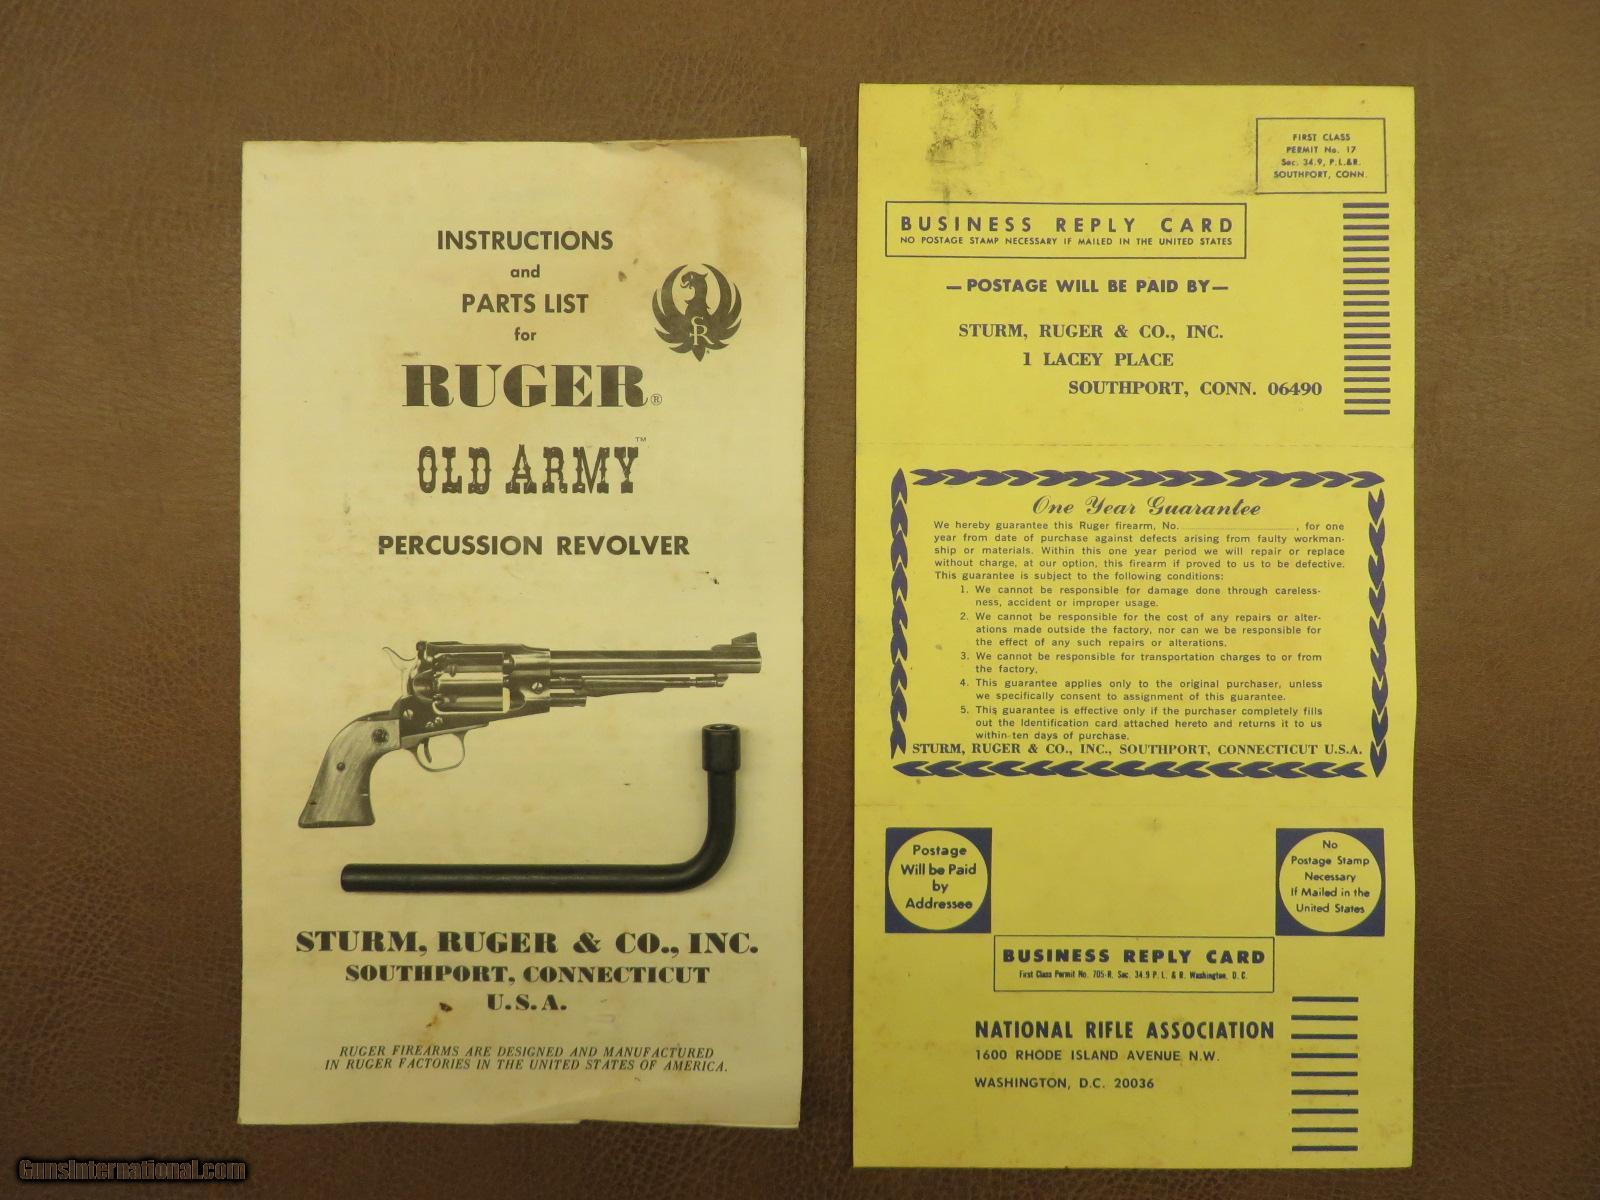 INSTRUCTIONS
and
PARTS LIST
for
RUGER®
OLD ARMY™
PERCUSSION REVOLVER
SR
STURM, RUGER & CO., INC.
SOUTHPORT, CONNECTICUT
U.S.A.
RUGER FIREARMS ARE DESIGNED AND MANUFACTURED
IN RUGER FACTORIES IN THE UNITED STATES OF AMERICA.
FIRST CLASS
PERMIT No. 17
Sec. 34.9, P.L.&R.
SOUTHPORT, CONN.
BUSINESS REPLY CARD
NO POSTAGE STAMP NECESSARY IF MAILED IN THE UNITED STATES
—POSTAGE WILL BE PAID BY—
STURM, RUGER & CO., INC.
1 LACEY PLACE
SOUTHPORT, CONN. 06490
One Year Guarantee
We hereby guarantee this Ruger firearm, No. , for one
year from date of purchase against defects arising from faulty workman-
ship or materials. Within this one year period we will repair or replace
without charge, at our option, this firearm if proved to us to be defective.
This guarantee is subject to the following conditions:
1. We cannot be responsible for damage done through careless-
ness, accident or improper usage.
2. We cannot be responsible for the cost of any repairs or alter-
ations made outside the factory, nor can we be responsible for
the effect of any such repairs or alterations.
3. We cannot be responsible for transportation charges to or from
the factory.
4. This guarantee applies only to the original purchaser, unless
we specifically consent to assignment of this guarantee.
5. This guarantee is effective only if the purchaser completely fills
out the Identification card attached hereto and returns it to us
within ten days of purchase.
STURM, RUGER & CO., INC., SOUTHPORT, CONNECTICUT U.S.A.
Postage
Will be Paid
by
Addressee
No
Postage Stamp
Necessary
If Mailed in the
United States
BUSINESS REPLY CARD
First Class Permit No. 705-R, Sec. 34.9 P. L. & R. Washington, D. C.
NATIONAL RIFLE ASSOCIATION
1600 RHODE ISLAND AVENUE N.W.
WASHINGTON, D.C. 20036
GunsInternational.com